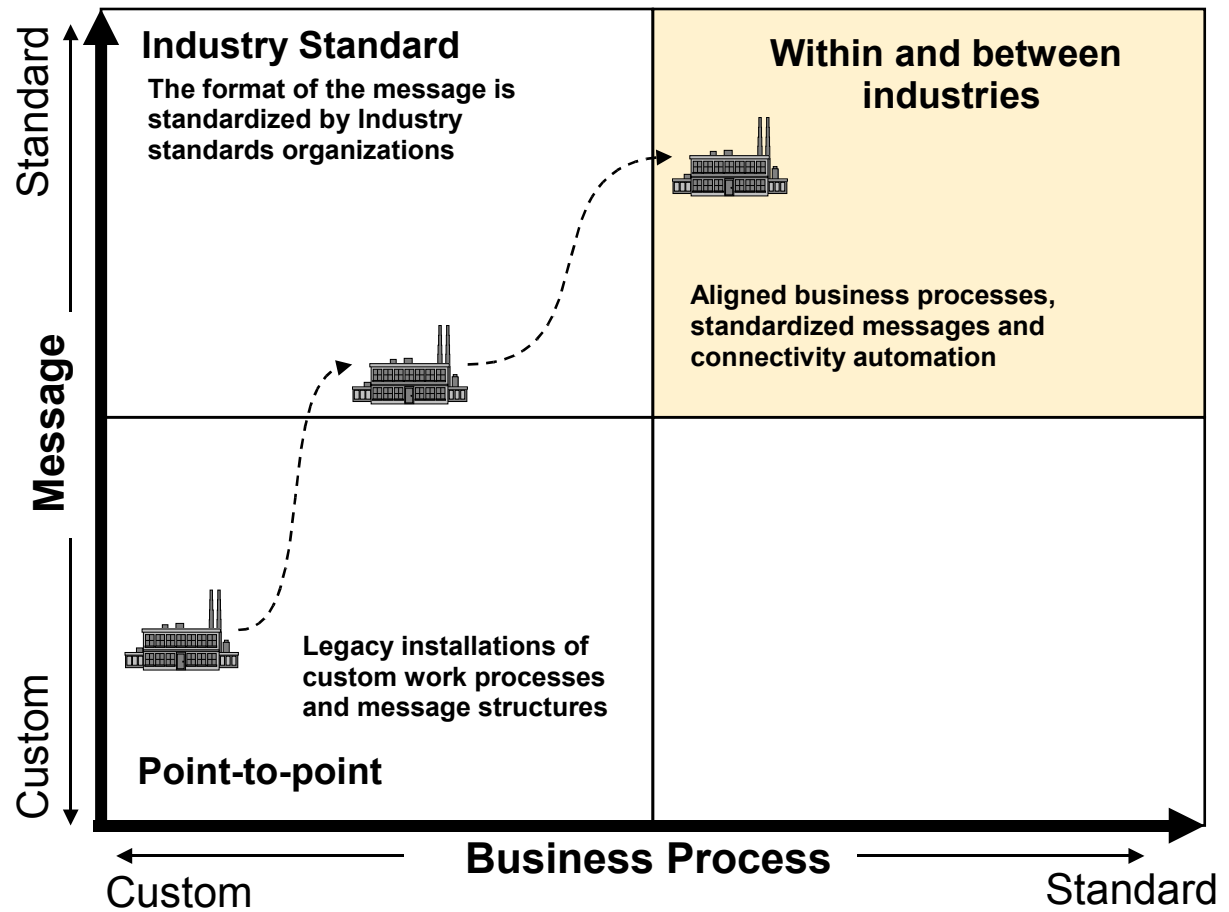 Industry Standard
The format of the message is
standardized by Industry
standards organizations
Within and between
industries
Aligned business processes,
standardized messages and
connectivity automation
Legacy installations of
custom work processes
and message structures
Point-to-point
Standard
Message
Custom
Business Process
Custom
Standard